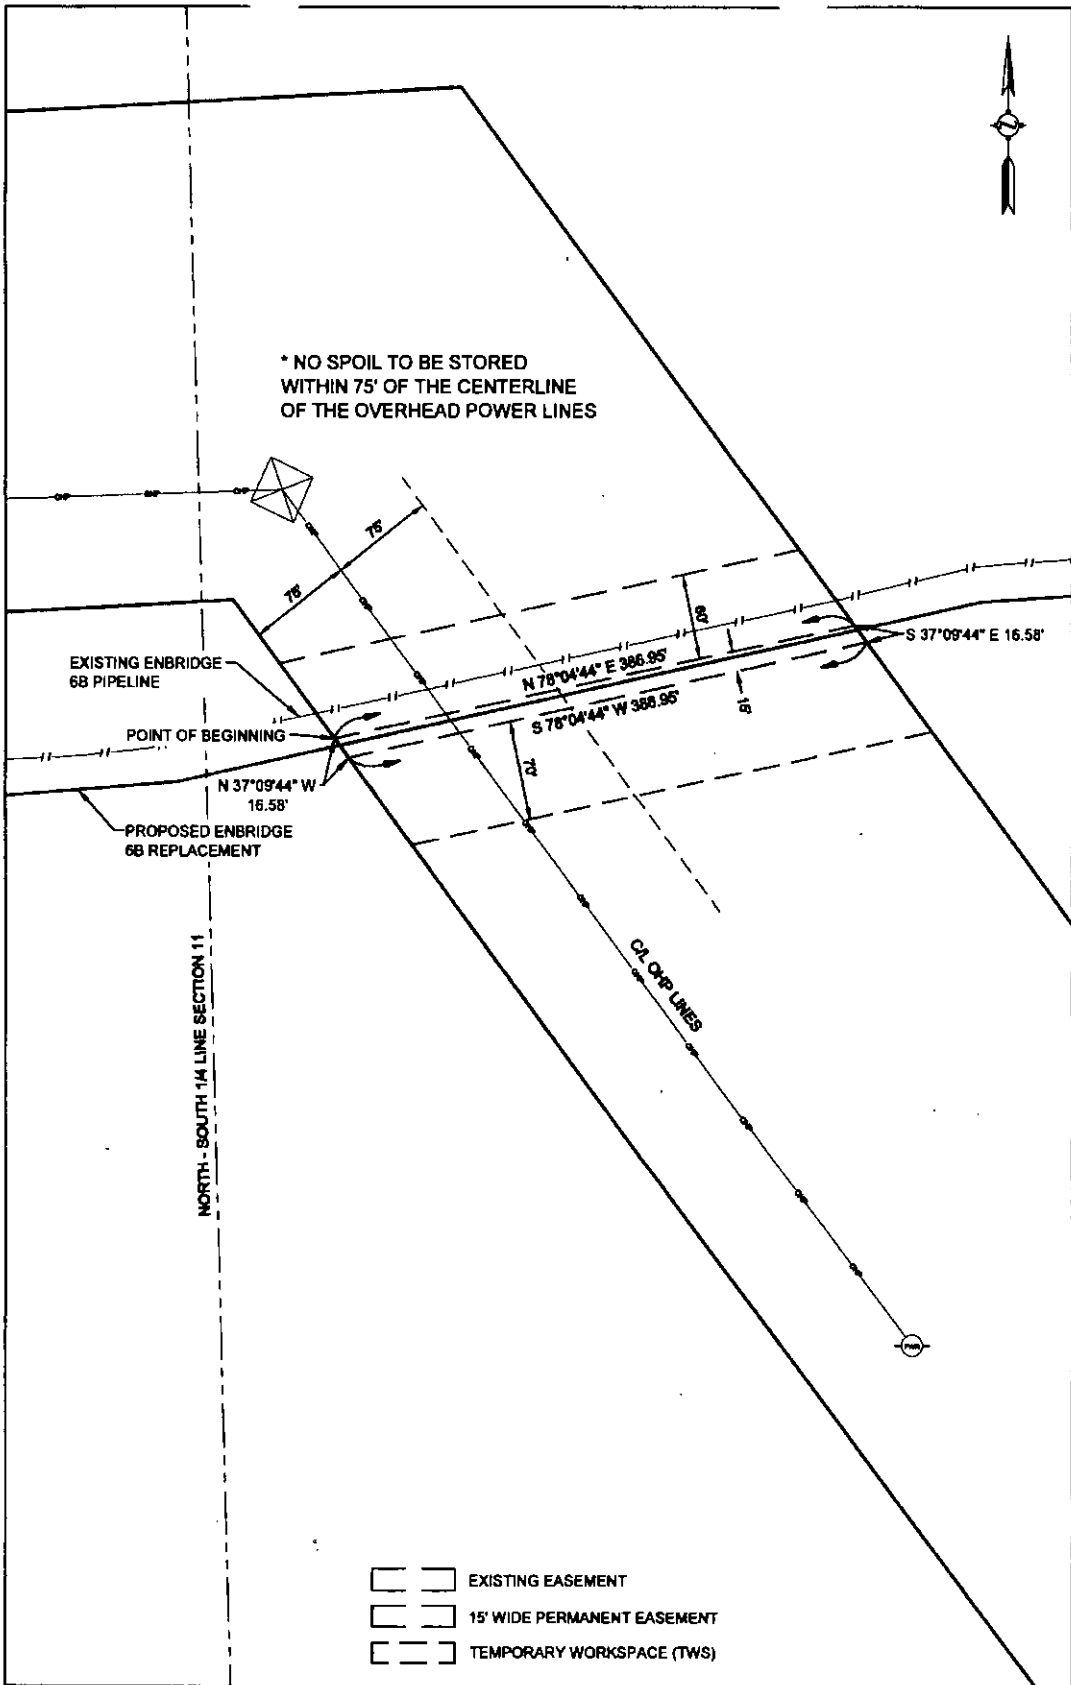 * NO SPOIL TO BE STORED
WITHIN 75' OF THE CENTERLINE
OF THE OVERHEAD POWER LINES
OHP
OHP
OHP
75'
75'
60'
S 37°09'44" E 16.58'
EXISTING ENBRIDGE
6B PIPELINE
N 78°04'44" E 386.95'
S 78°04'44" W 386.95'
15'
POINT OF BEGINNING
70'
N 37°09'44" W
16.58'
PROPOSED ENBRIDGE
6B REPLACEMENT
NORTH - SOUTH 1/4 LINE SECTION 11
C/L OHP LINES
PWR
EXISTING EASEMENT
15' WIDE PERMANENT EASEMENT
TEMPORARY WORKSPACE (TWS)